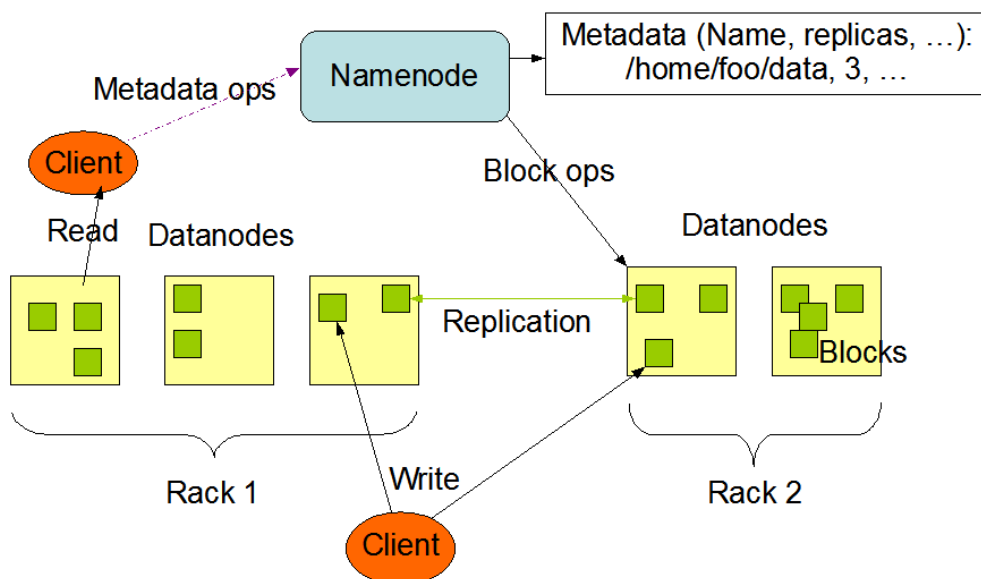 Metadata (Name, replicas, …):
/home/foo/data, 3, …
Namenode
Metadata ops
Client
Block ops
Read
Datanodes
Datanodes
Replication
Blocks
Rack 1
Write
Rack 2
Client